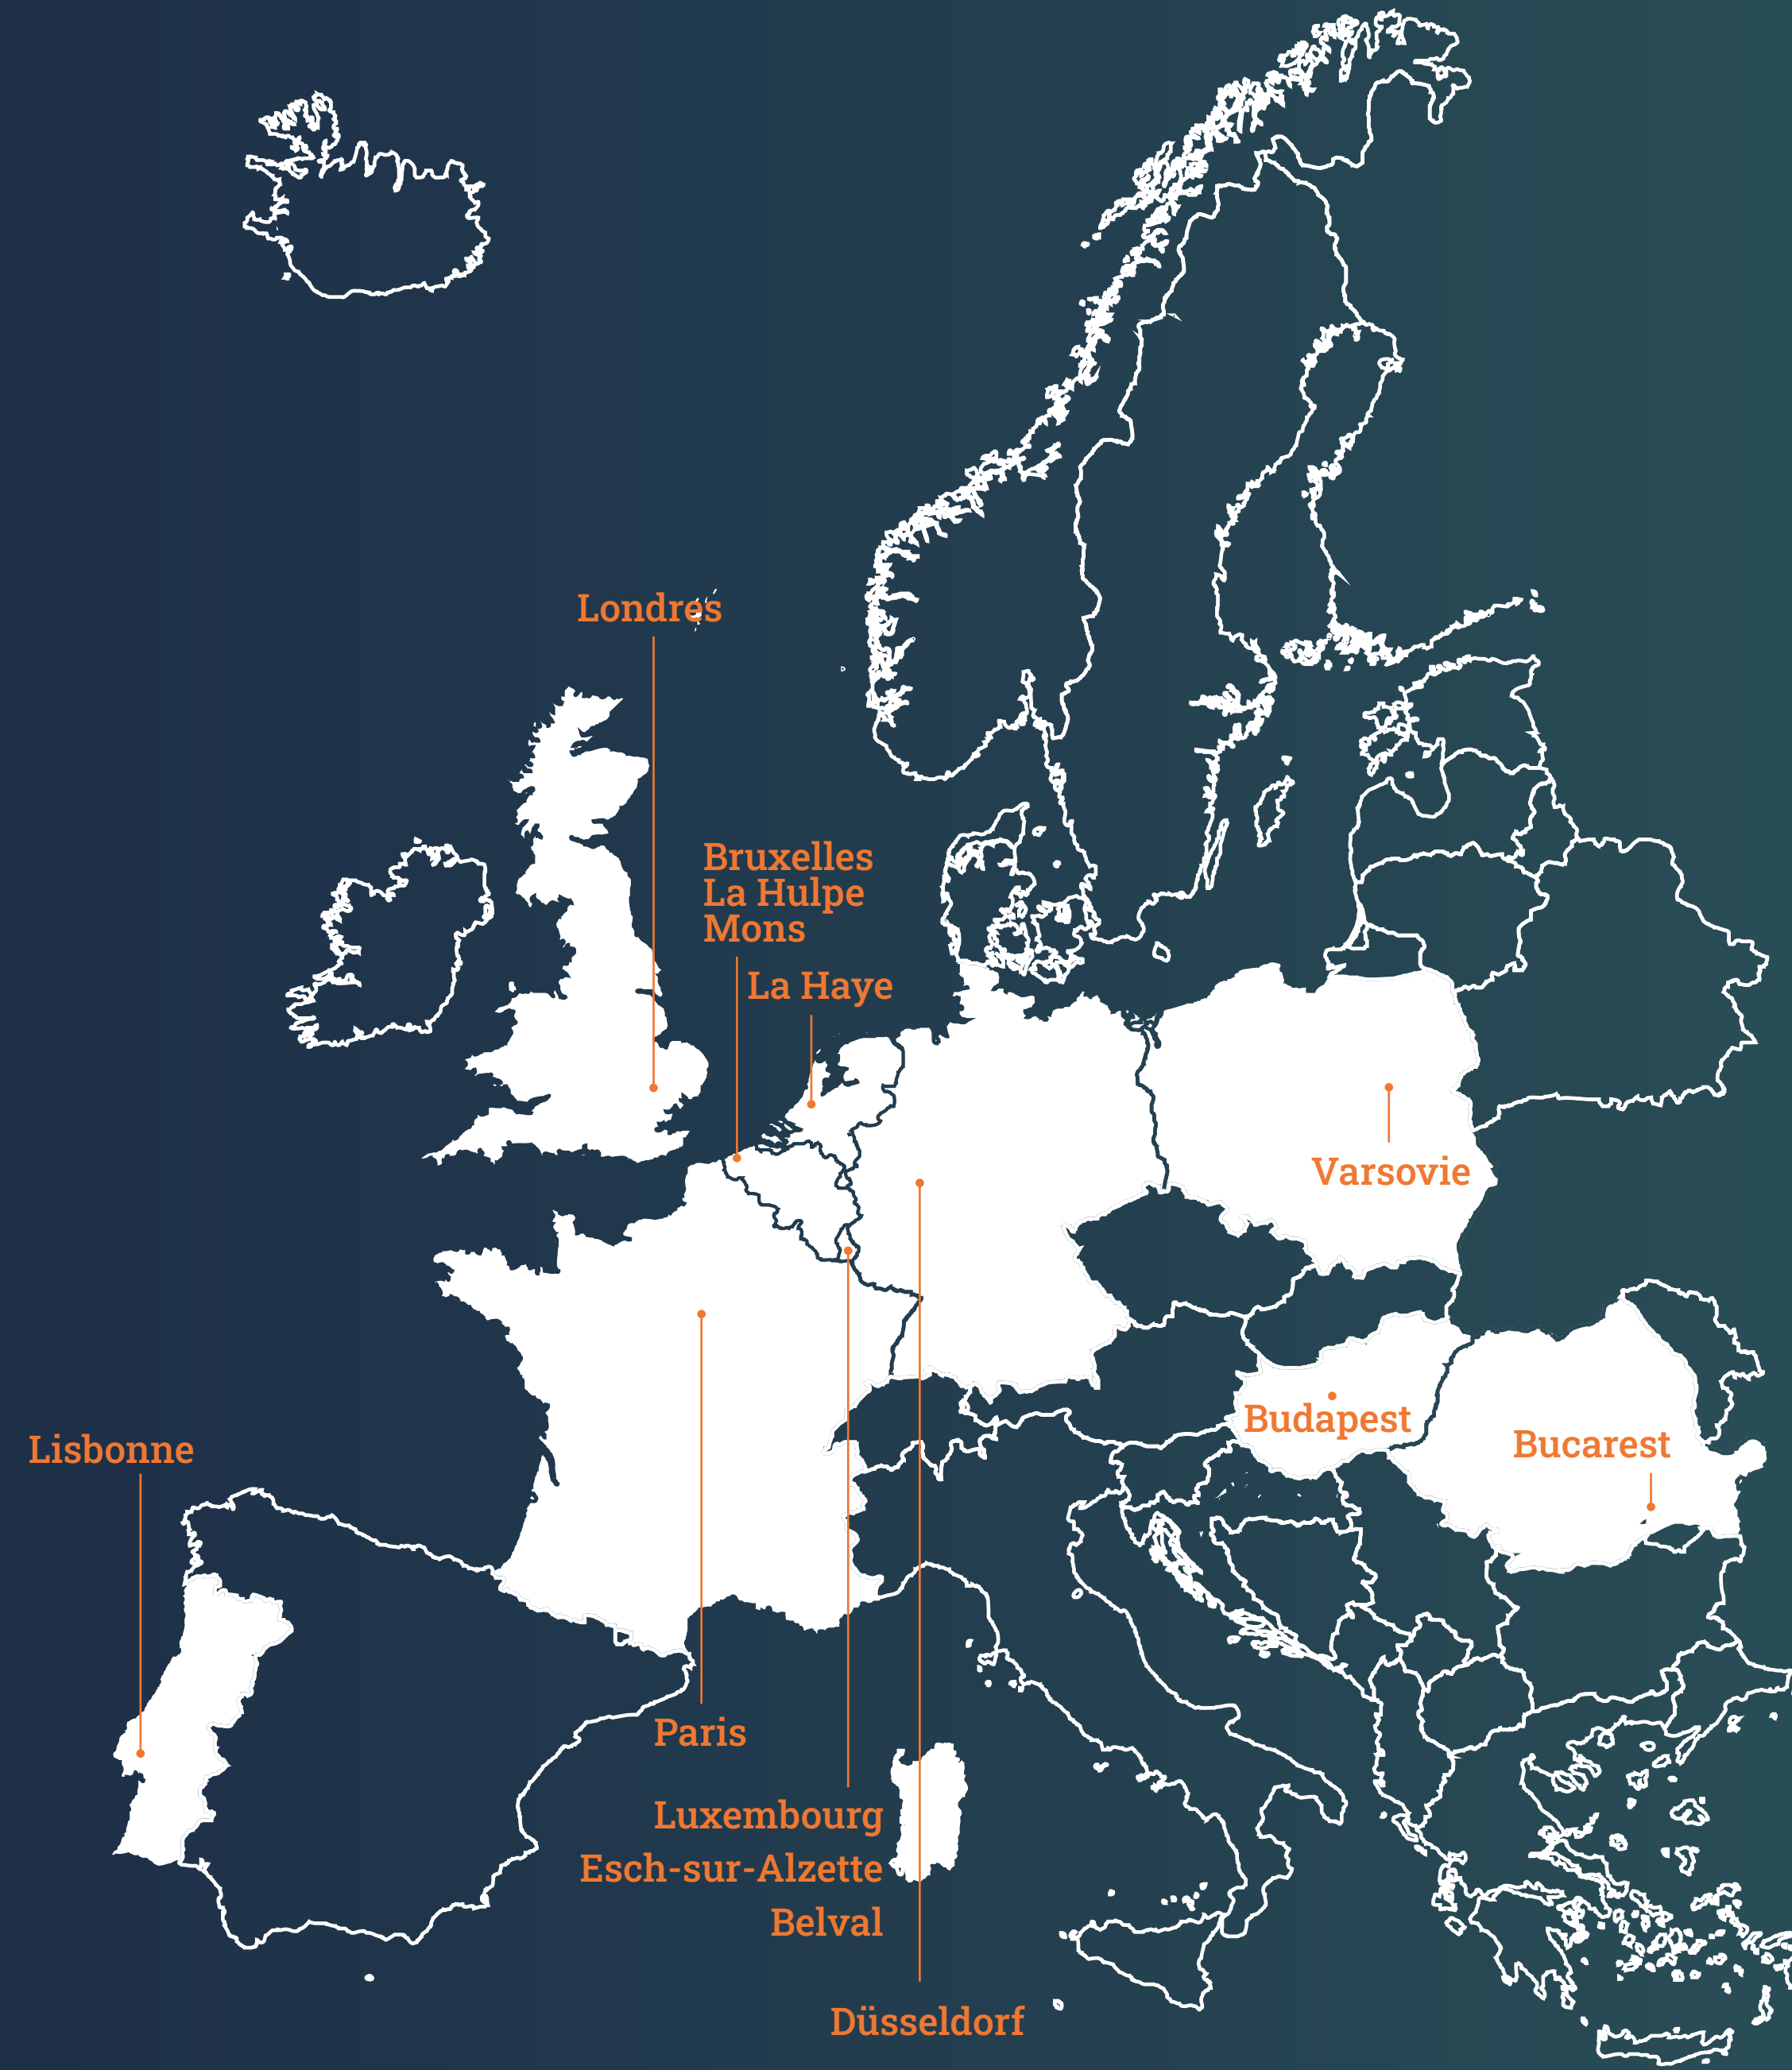 Londres
Bruxelles
La Hulpe
Mons
La Haye
Varsovie
Budapest
Bucarest
Lisbonne
Paris
Luxembourg
Esch-sur-Alzette
Belval
Düsseldorf